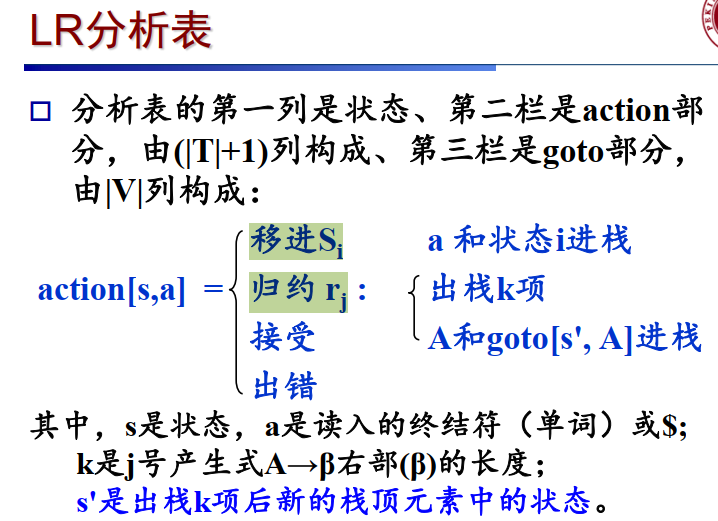 LR分析表
分析表的第一列是状态、第二栏是action部
分，由(|T|+1)列构成、第三栏是goto部分，
由|V|列构成：
移进Si a 和状态i进栈
action[s,a] = 归约 rj : 出栈k项
接受 A和goto[s', A]进栈
出错
其中，s是状态，a是读入的终结符（单词）或$;
k是j号产生式A→β右部(β)的长度；
s'是出栈k项后新的栈顶元素中的状态。